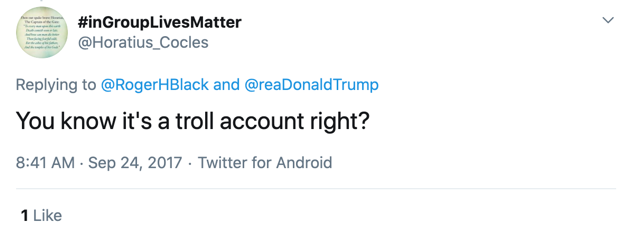 #inGroupLivesMatter
@Horatius_Cocles
Replying to @RogerHBlack and @reaDonaldTrump
You know it's a troll account right?
8:41 AM · Sep 24, 2017 · Twitter for Android
1 Like